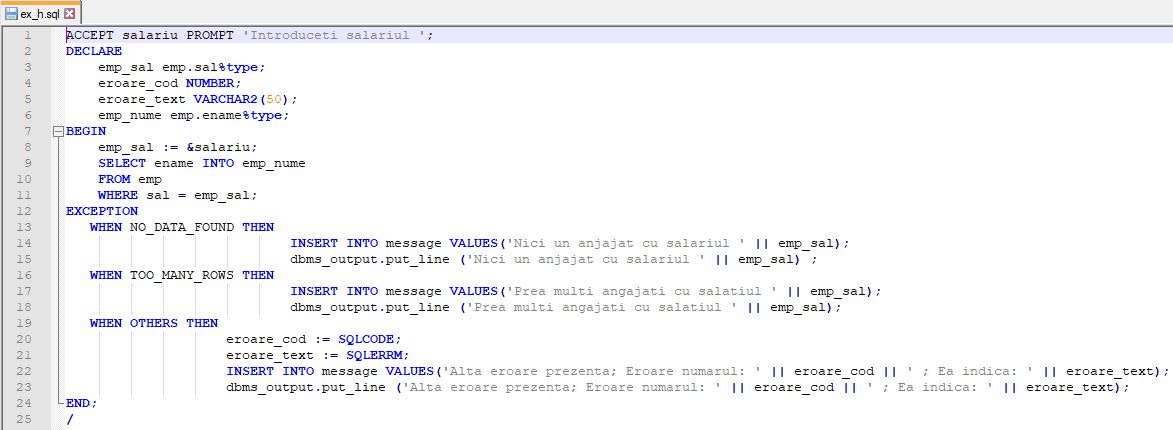 ex_h.sql
1 ACCEPT salariu PROMPT 'Introduceti salariul ';
2 DECLARE
3 emp_sal emp.sal%type;
4 eroare_cod NUMBER;
5 eroare_text VARCHAR2(50);
6 emp_nume emp.ename%type;
7 BEGIN
8 emp_sal := &salariu;
9 SELECT ename INTO emp_nume
10 FROM emp
11 WHERE sal = emp_sal;
12 EXCEPTION
13 WHEN NO_DATA_FOUND THEN
14 INSERT INTO message VALUES('Nici un anjajat cu salariul ' || emp_sal);
15 dbms_output.put_line ('Nici un anjajat cu salariul ' || emp_sal) ;
16 WHEN TOO_MANY_ROWS THEN
17 INSERT INTO message VALUES('Prea multi angajati cu salatiul ' || emp_sal);
18 dbms_output.put_line ('Prea multi angajati cu salatiul ' || emp_sal);
19 WHEN OTHERS THEN
20 eroare_cod := SQLCODE;
21 eroare_text := SQLERRM;
22 INSERT INTO message VALUES('Alta eroare prezenta; Eroare numarul: ' || eroare_cod || ' ; Ea indica: ' || eroare_text);
23 dbms_output.put_line ('Alta eroare prezenta; Eroare numarul: ' || eroare_cod || ' ; Ea indica: ' || eroare_text);
24 END;
25 /